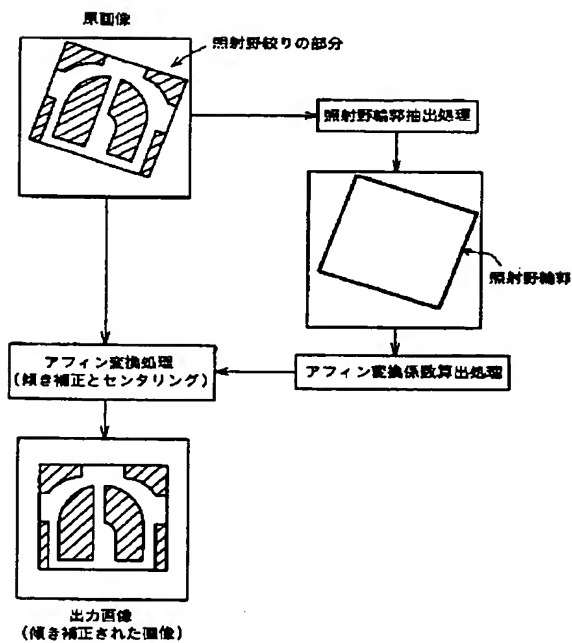 原画像
照射野絞りの部分
照射野輪郭抽出処理
照射野輪郭
アフィン変換処理
(傾き補正とセンタリング)
アフィン変換係数算出処理
出力画像
(傾き補正された画像)